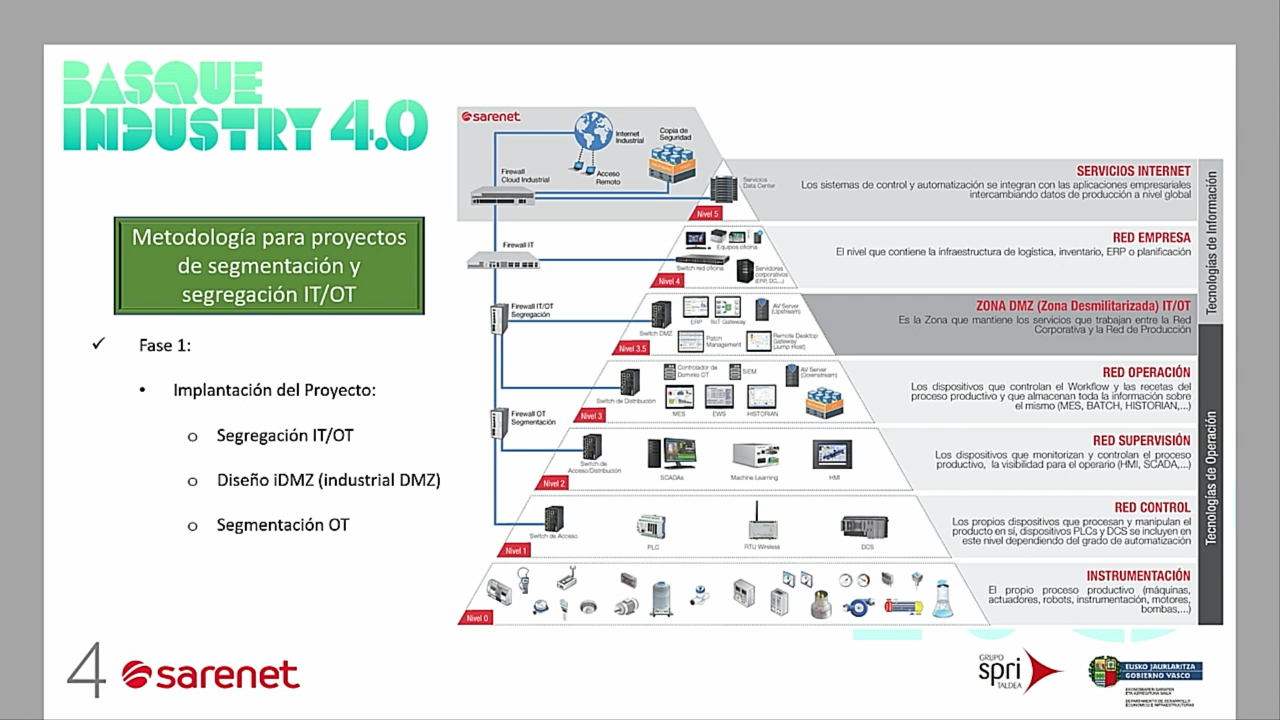 BASQUE
INDUSTRY 4.0
Metodología para proyectos
de segmentación y
segregación IT/OT
✓ Fase 1:
• Implantación del Proyecto:
o Segregación IT/OT
o Diseño iDMZ (industrial DMZ)
o Segmentación OT
sarenet
Internet
Industrial
Copia de
Seguridad
Firewall
Cloud Industrial
Acceso
Remoto
Servicios
Data Center
Nivel 5
SERVICIOS INTERNET
Los sistemas de control y automatización se integran con las aplicaciones empresariales
intercambiando datos de producción a nivel global
Firewall IT
Equipos oficina
Switch red oficina
Servidores
corporativos
(ERP, DC,...)
Nivel 4
RED EMPRESA
El nivel que contiene la infraestructura de logística, inventario, ERP o planificación
Firewall IT/OT
Segregación
Switch DMZ
ERP
IIoT Gateway
AV Server
(Upstream)
Patch
Management
Remote Desktop
Gateway
(Jump Host)
Nivel 3.5
ZONA DMZ (Zona Desmilitarizada) IT/OT
Es la Zona que mantiene los servicios que trabajan entre la Red
Corporativa y la Red de Producción
Controlador de
Dominio OT
SIEM
AV Server
(Downstream)
Switch de Distribución
MES
EWS
HISTORIAN
Nivel 3
RED OPERACIÓN
Los dispositivos que controlan el Workflow y las recetas del
proceso productivo y que almacenan toda la información sobre
el mismo (MES, BATCH, HISTORIAN,...)
Firewall OT
Segmentación
Switch de
Acceso/Distribución
SCADAs
Machine Learning
HMI
Nivel 2
RED SUPERVISIÓN
Los dispositivos que monitorizan y controlan el proceso
productivo, la visibilidad para el operario (HMI, SCADA,...)
Switch de Acceso
PLC
RTU Wireless
DCS
Nivel 1
RED CONTROL
Los propios dispositivos que procesan y manipulan el
producto en sí, dispositivos PLCs y DCS se incluyen en
este nivel dependiendo del grado de automatización
Nivel 0
INSTRUMENTACIÓN
El propio proceso productivo (máquinas,
actuadores, robots, instrumentación, motores,
bombas,...)
Tecnologías de Información
Tecnologías de Operación
4
sarenet
GRUPO
spri
TALDEA
EUSKO JAURLARITZA
GOBIERNO VASCO
EKONOMIAREN GARAPEN
ETA AZPIEGITURA SAILA
DEPARTAMENTO DE DESARROLLO
ECONÓMICO E INFRAESTRUCTURAS